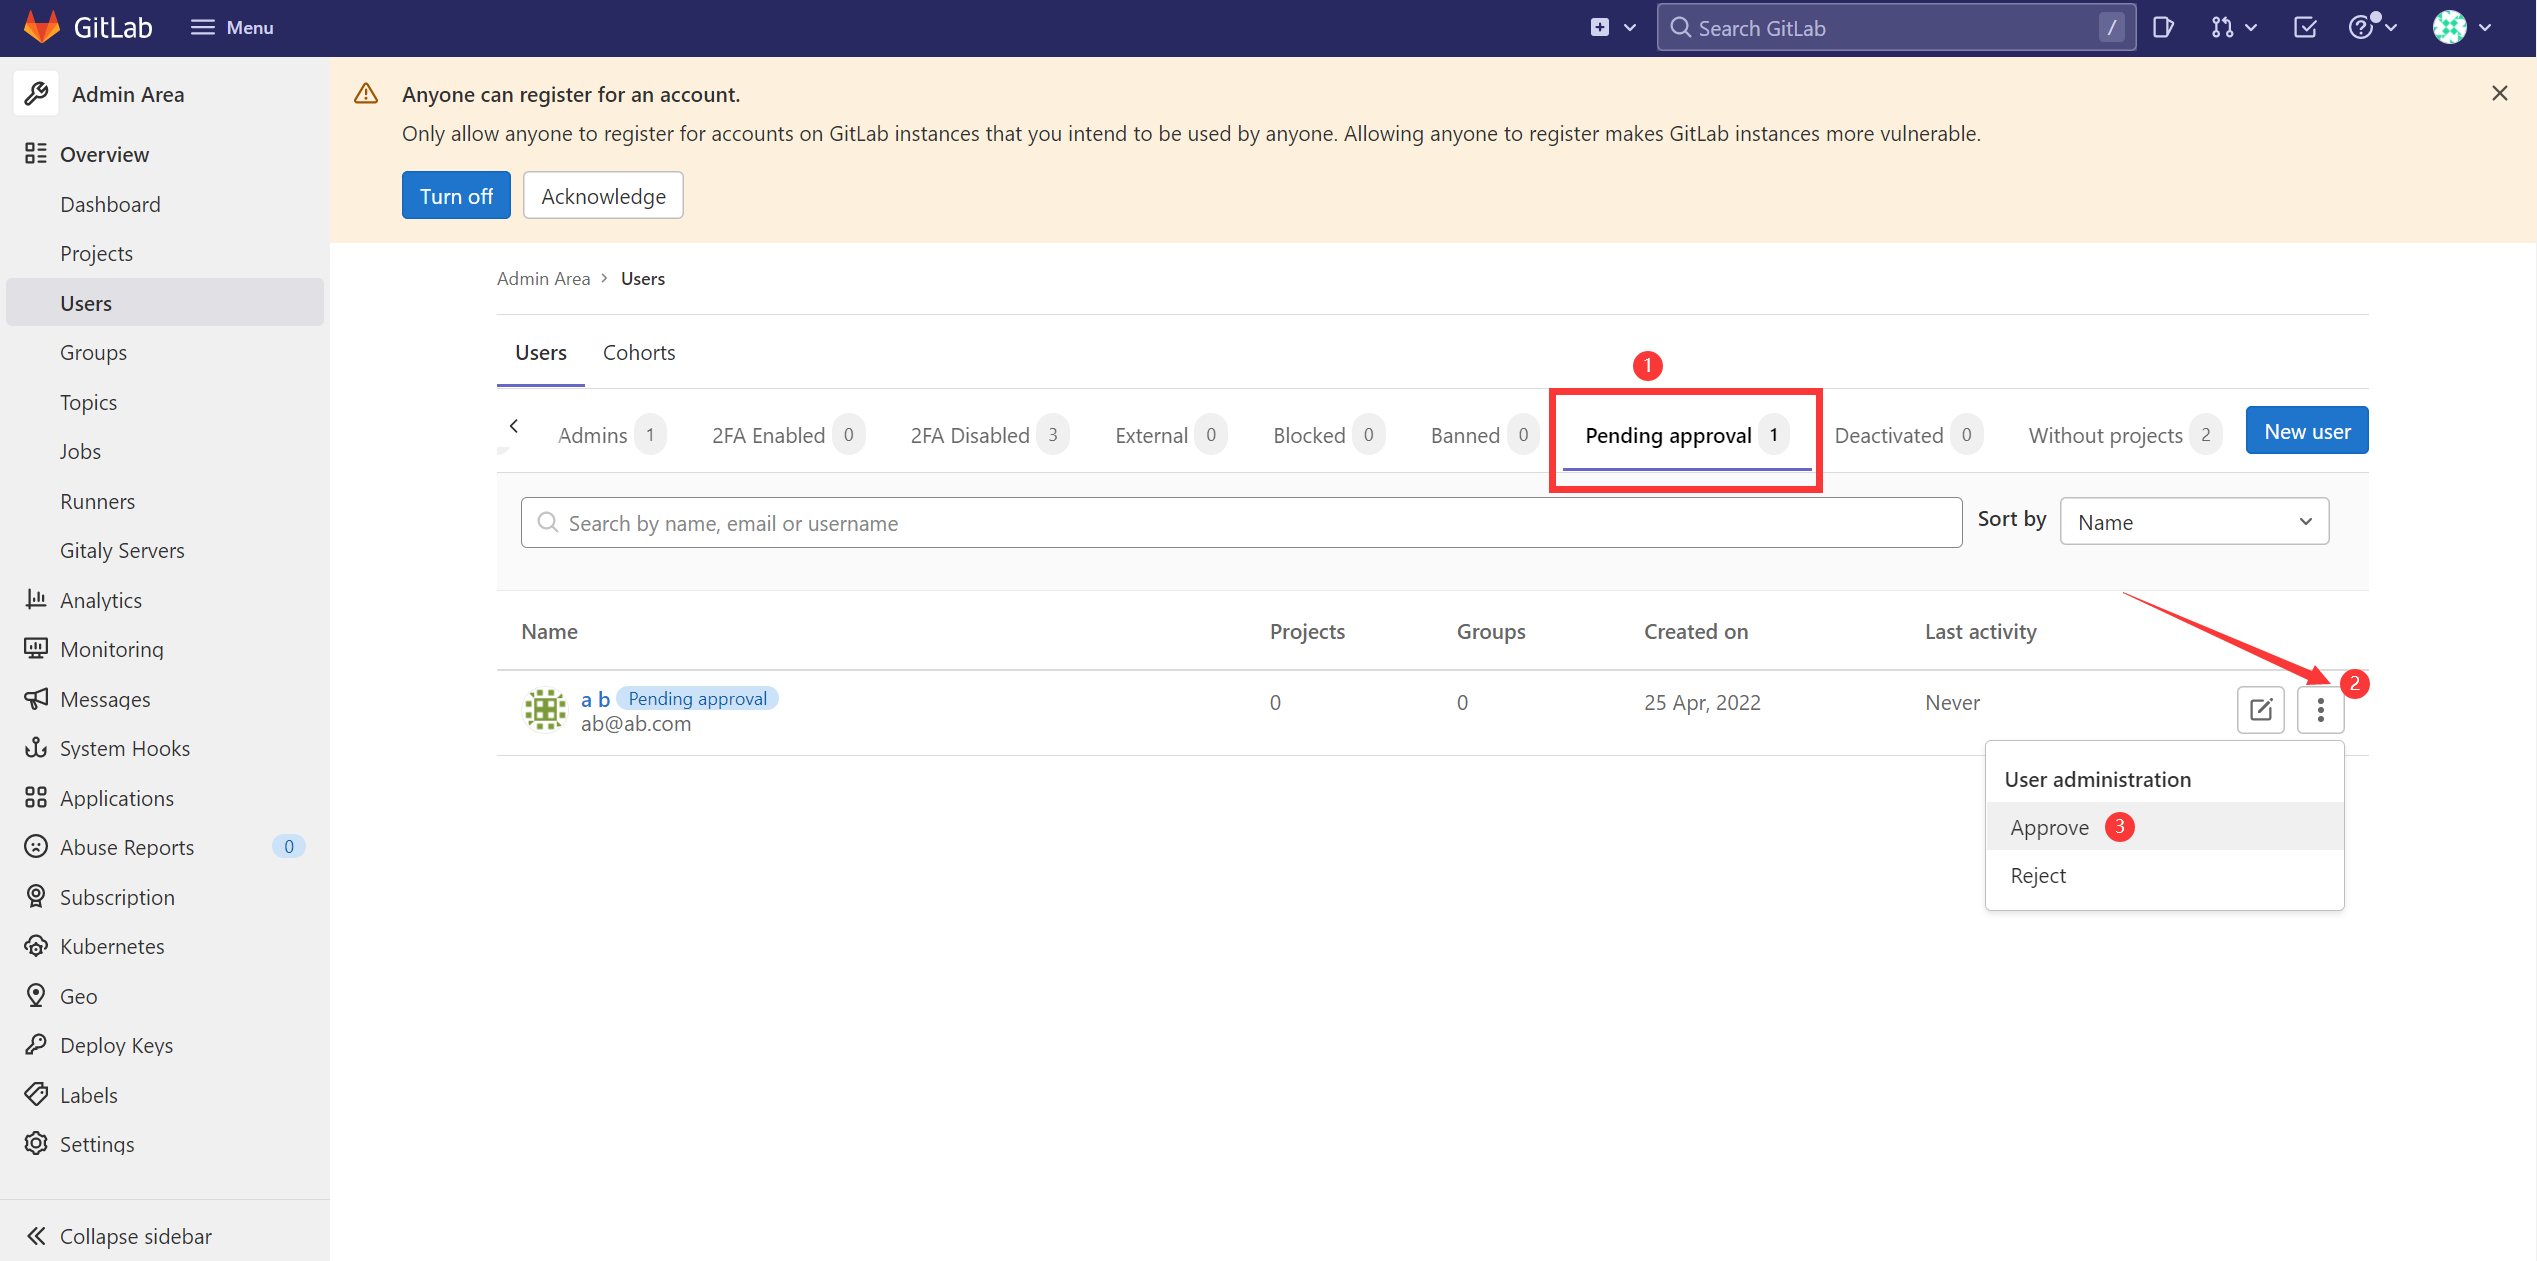 GitLab Menu Search GitLab /
Admin Area
Overview
Dashboard
Projects
Users
Groups
Topics
Jobs
Runners
Gitaly Servers
Analytics
Monitoring
Messages
System Hooks
Applications
Abuse Reports 0
Subscription
Kubernetes
Geo
Deploy Keys
Labels
Settings
Collapse sidebar
Anyone can register for an account.
Only allow anyone to register for accounts on GitLab instances that you intend to be used by anyone. Allowing anyone to register makes GitLab instances more vulnerable.
Turn off Acknowledge
Admin Area > Users
Users Cohorts
1
Admins 1 2FA Enabled 0 2FA Disabled 3 External 0 Blocked 0 Banned 0 Pending approval 1 Deactivated 0 Without projects 2 New user
Search by name, email or username Sort by Name
Name Projects Groups Created on Last activity
a b Pending approval 0 0 25 Apr, 2022 Never 2
ab@ab.com
User administration
Approve 3
Reject